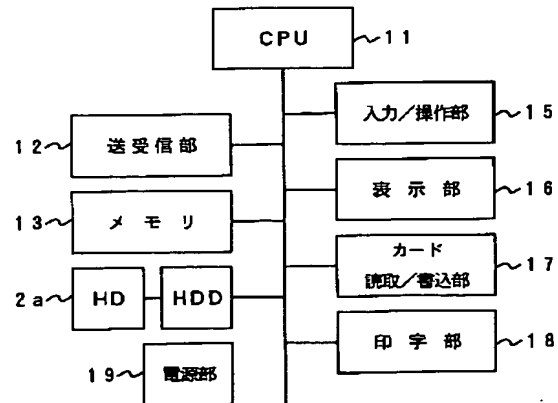 CPU 11
入力/操作部 15
12 送受信部
表示部 16
13 メモリ
カード
読取/書込部 17
2a HD HDD
印字部 18
19 電源部